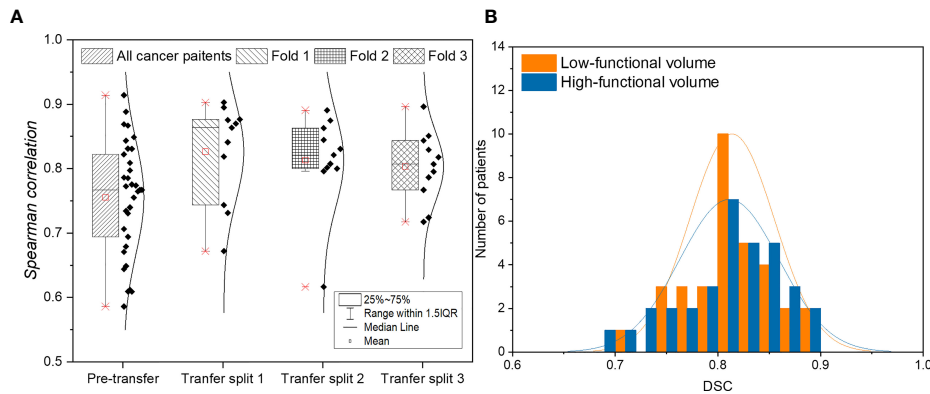 A
Spearman correlation
1.0
0.9
0.8
0.7
0.6
0.5
All cancer paitents Fold 1 Fold 2 Fold 3
25%~75%
Range within 1.5IQR
Median Line
Mean
Pre-transfer Tranfer split 1 Tranfer split 2 Tranfer split 3
B
Number of patients
14
12
10
8
6
4
2
0
Low-functional volume
High-functional volume
0.6 0.7 0.8 0.9 1.0
DSC